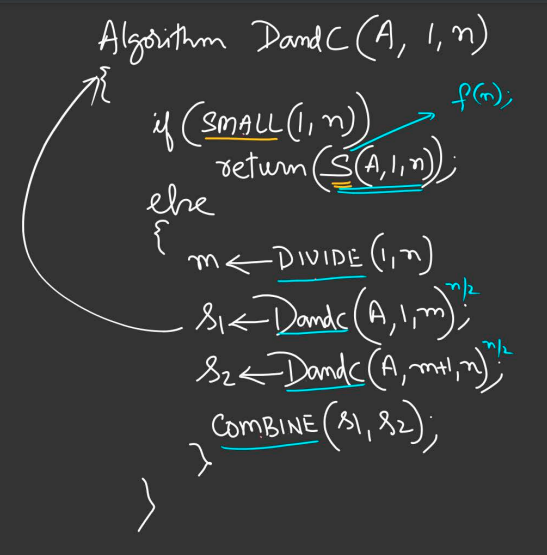 Algorithm DandC (A, 1, n)
{
if (SMALL (1, n)) f(n);
return (S (A, 1, n));
else
{
m ← DIVIDE (1, n)
S1 ← Dandc (A, 1, m) n/2 ;
S2 ← DandC (A, m+1, n) n/2 ;
COMBINE (S1, S2);
}
}